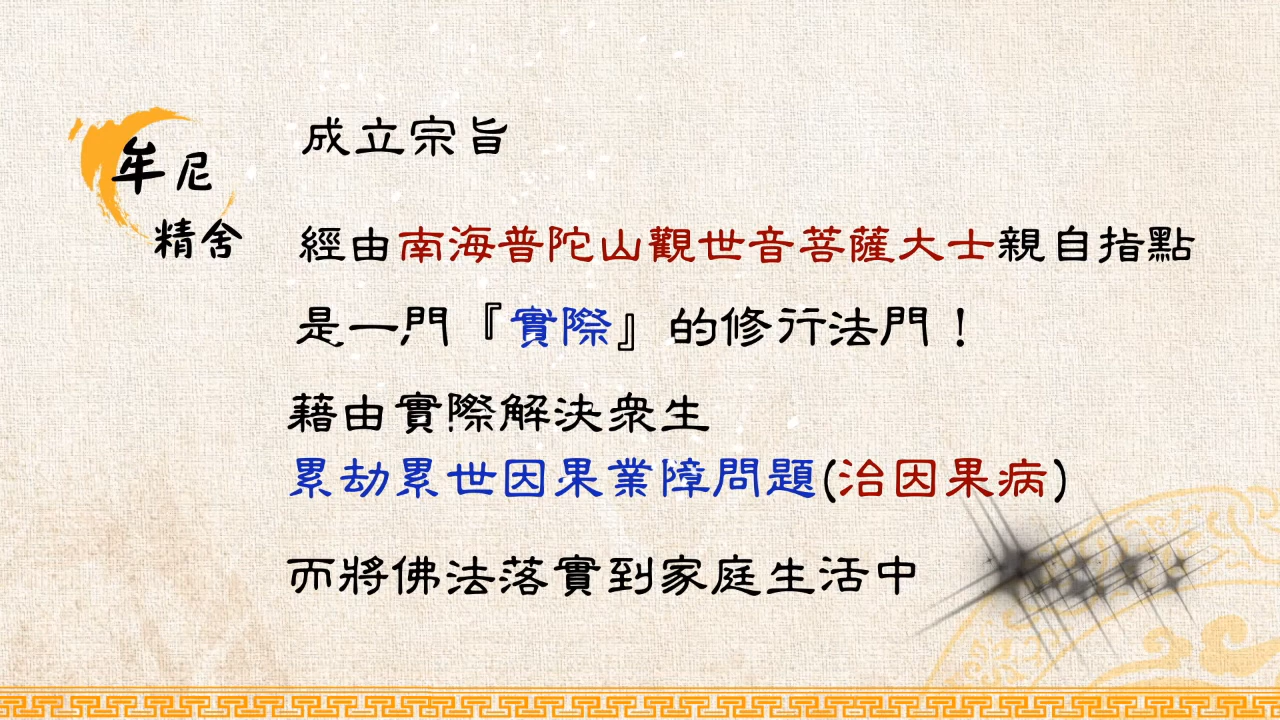 牟尼
精舍
成立宗旨
經由南海普陀山觀世音菩薩大士親自指點
是一門『實際』的修行法門！
藉由實際解決眾生
累劫累世因果業障問題(治因果病)
而將佛法落實到家庭生活中